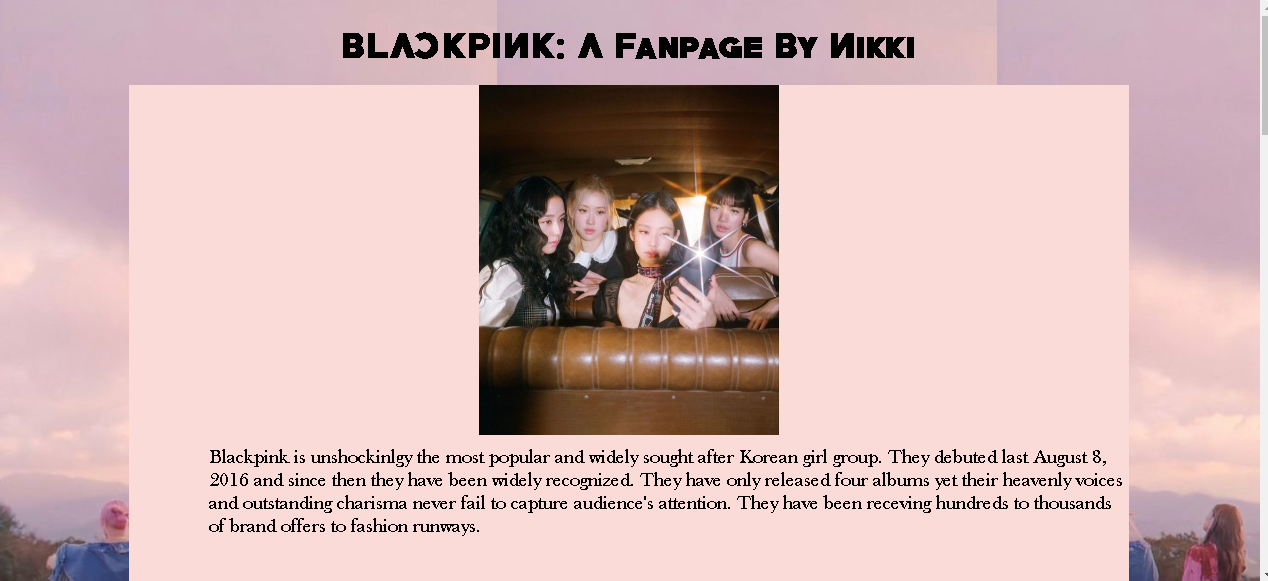 BLACKPINK: A Fanpage By Nikki
Blackpink is unshockinlgy the most popular and widely sought after Korean girl group. They debuted last August 8,
2016 and since then they have been widely recognized. They have only released four albums yet their heavenly voices
and outstanding charisma never fail to capture audience's attention. They have been receving hundreds to thousands
of brand offers to fashion runways.